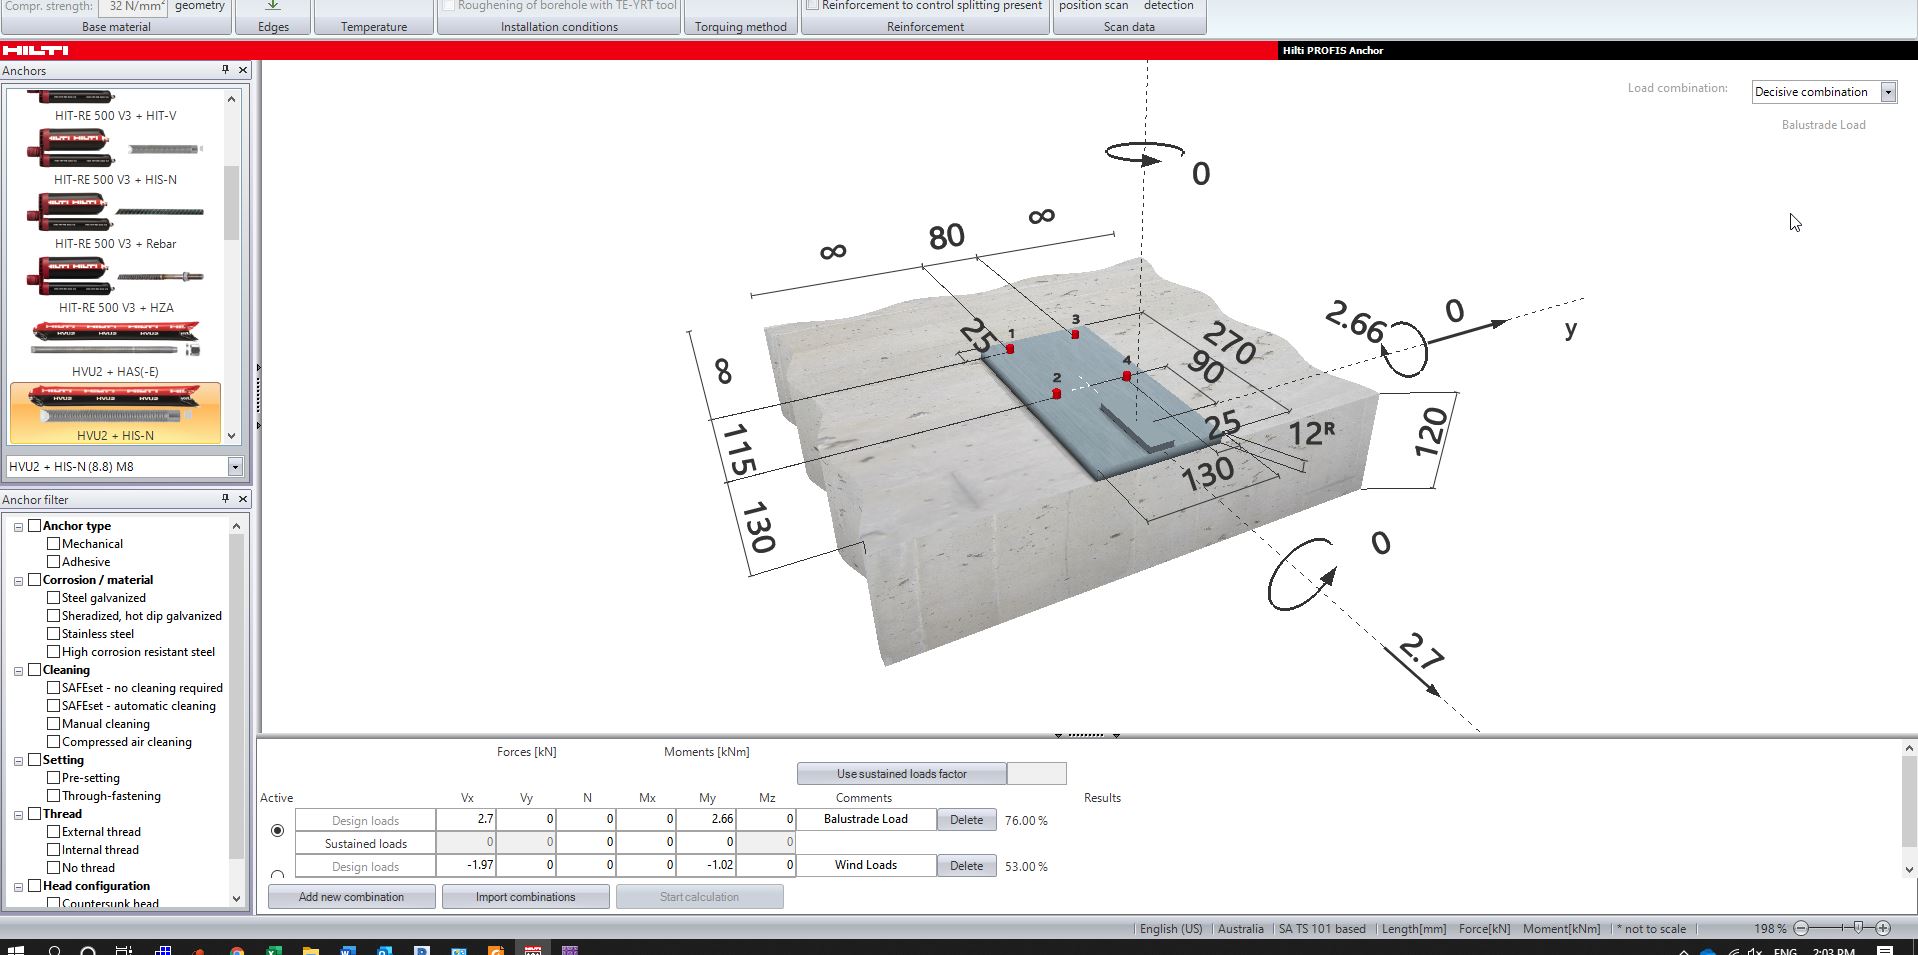 Compr. strength: 32 N/mm² geometry
Roughening of borehole with TE-YRT tool
Reinforcement to control splitting present
position scan detection
Base material
Edges
Temperature
Installation conditions
Torquing method
Reinforcement
Scan data
HILTI
Hilti PROFIS Anchor
Anchors
HIT-RE 500 V3 + HIT-V
HIT-RE 500 V3 + HIS-N
HIT-RE 500 V3 + Rebar
HIT-RE 500 V3 + HZA
HVU2 + HAS(-E)
HVU2 + HIS-N
HVU2 + HIS-N (8.8) M8
Anchor filter
Anchor type
Mechanical
Adhesive
Corrosion / material
Steel galvanized
Sheradized, hot dip galvanized
Stainless steel
High corrosion resistant steel
Cleaning
SAFEset - no cleaning required
SAFEset - automatic cleaning
Manual cleaning
Compressed air cleaning
Setting
Pre-setting
Through-fastening
Thread
External thread
Internal thread
No thread
Head configuration
Countersunk head
Load combination: Decisive combination
Balustrade Load
0
∞ 80 ∞
2.66 0
y
25 1 3
270
8
90
4
2
25
12R
120
115
130
130
0
2.7
Forces [kN] Moments [kNm]
Use sustained loads factor
Active Vx Vy N Mx My Mz Comments Results
Design loads 2.7 0 0 0 2.66 0 Balustrade Load Delete 76.00 %
Sustained loads 0 0 0 0 0 0
Design loads -1.97 0 0 0 -1.02 0 Wind Loads Delete 53.00 %
Add new combination Import combinations Start calculation
English (US) Australia SA TS 101 based Length[mm] Force[kN] Moment[kNm] * not to scale 198 %
ENG 2:03 PM